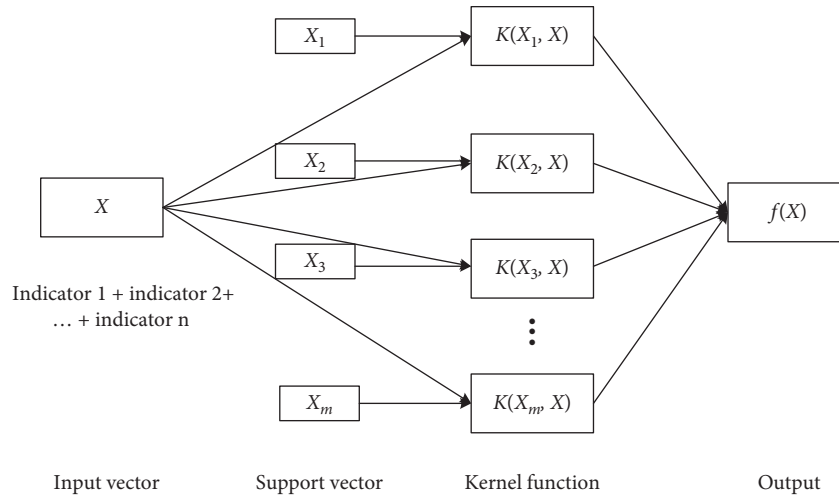 X₁
K(X₁, X)
X₂
K(X₂, X)
X
f(X)
X₃
K(X₃, X)
Indicator 1 + indicator 2+
… + indicator n
Xₘ
K(Xₘ, X)
Input vector
Support vector
Kernel function
Output